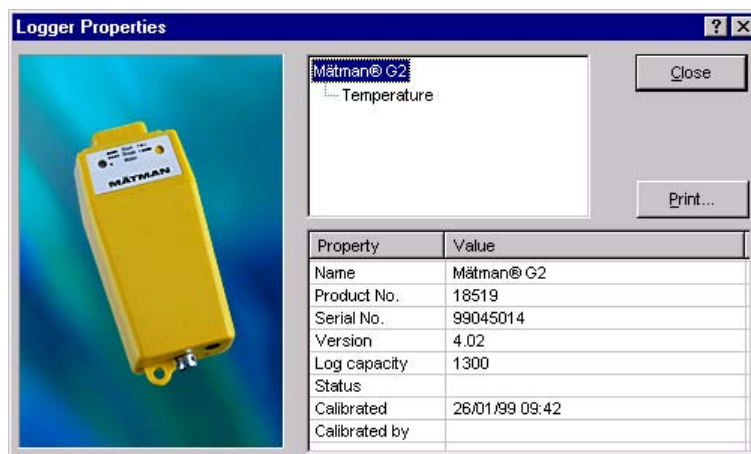 Logger Properties
Mätman® G2
Temperature
Close
Print...
MÄTMAN
Property Value
Name Mätman® G2
Product No. 18519
Serial No. 99045014
Version 4.02
Log capacity 1300
Status
Calibrated 26/01/99 09:42
Calibrated by